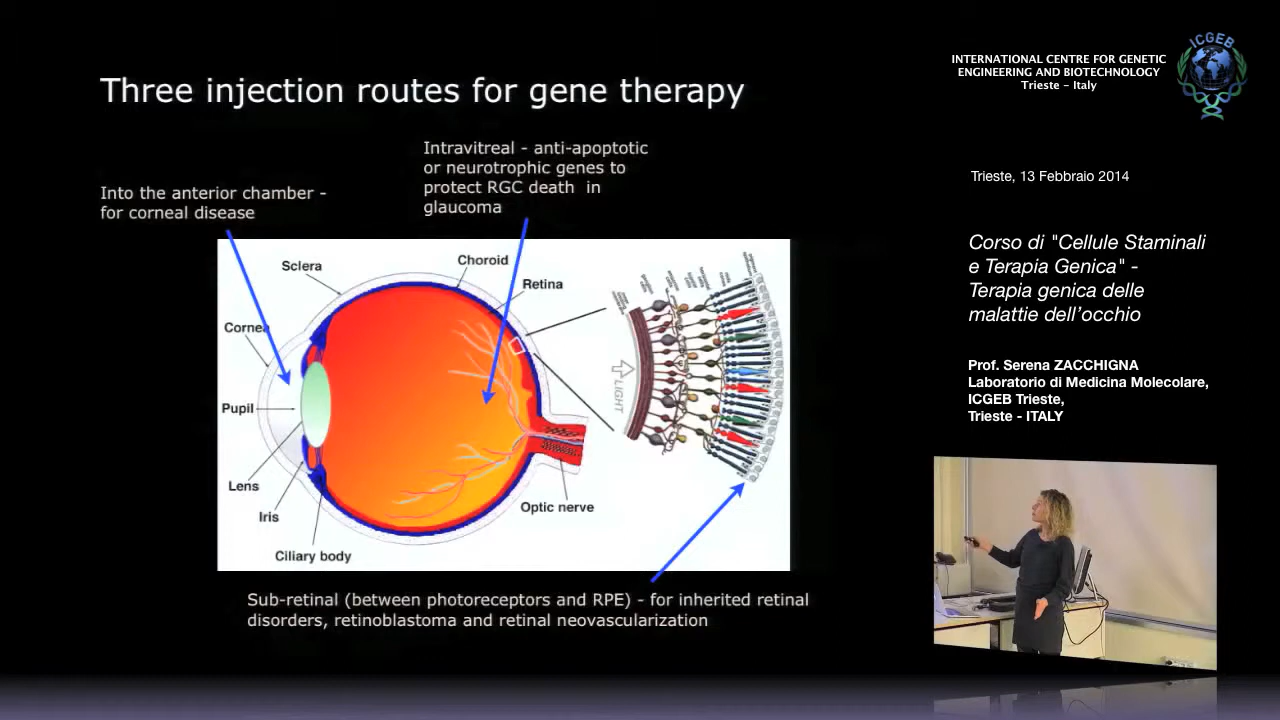 Three injection routes for gene therapy
Intravitreal - anti-apoptotic
or neurotrophic genes to
protect RGC death in
glaucoma
Into the anterior chamber -
for corneal disease
Sclera
Choroid
Retina
Cornea
Pupil
LIGHT
Lens
Iris
Optic nerve
Ciliary body
Sub-retinal (between photoreceptors and RPE) - for inherited retinal
disorders, retinoblastoma and retinal neovascularization
INTERNATIONAL CENTRE FOR GENETIC
ENGINEERING AND BIOTECHNOLOGY
Trieste - Italy
ICGEB
Trieste, 13 Febbraio 2014
Corso di "Cellule Staminali
e Terapia Genica" -
Terapia genica delle
malattie dell'occhio
Prof. Serena ZACCHIGNA
Laboratorio di Medicina Molecolare,
ICGEB Trieste,
Trieste - ITALY